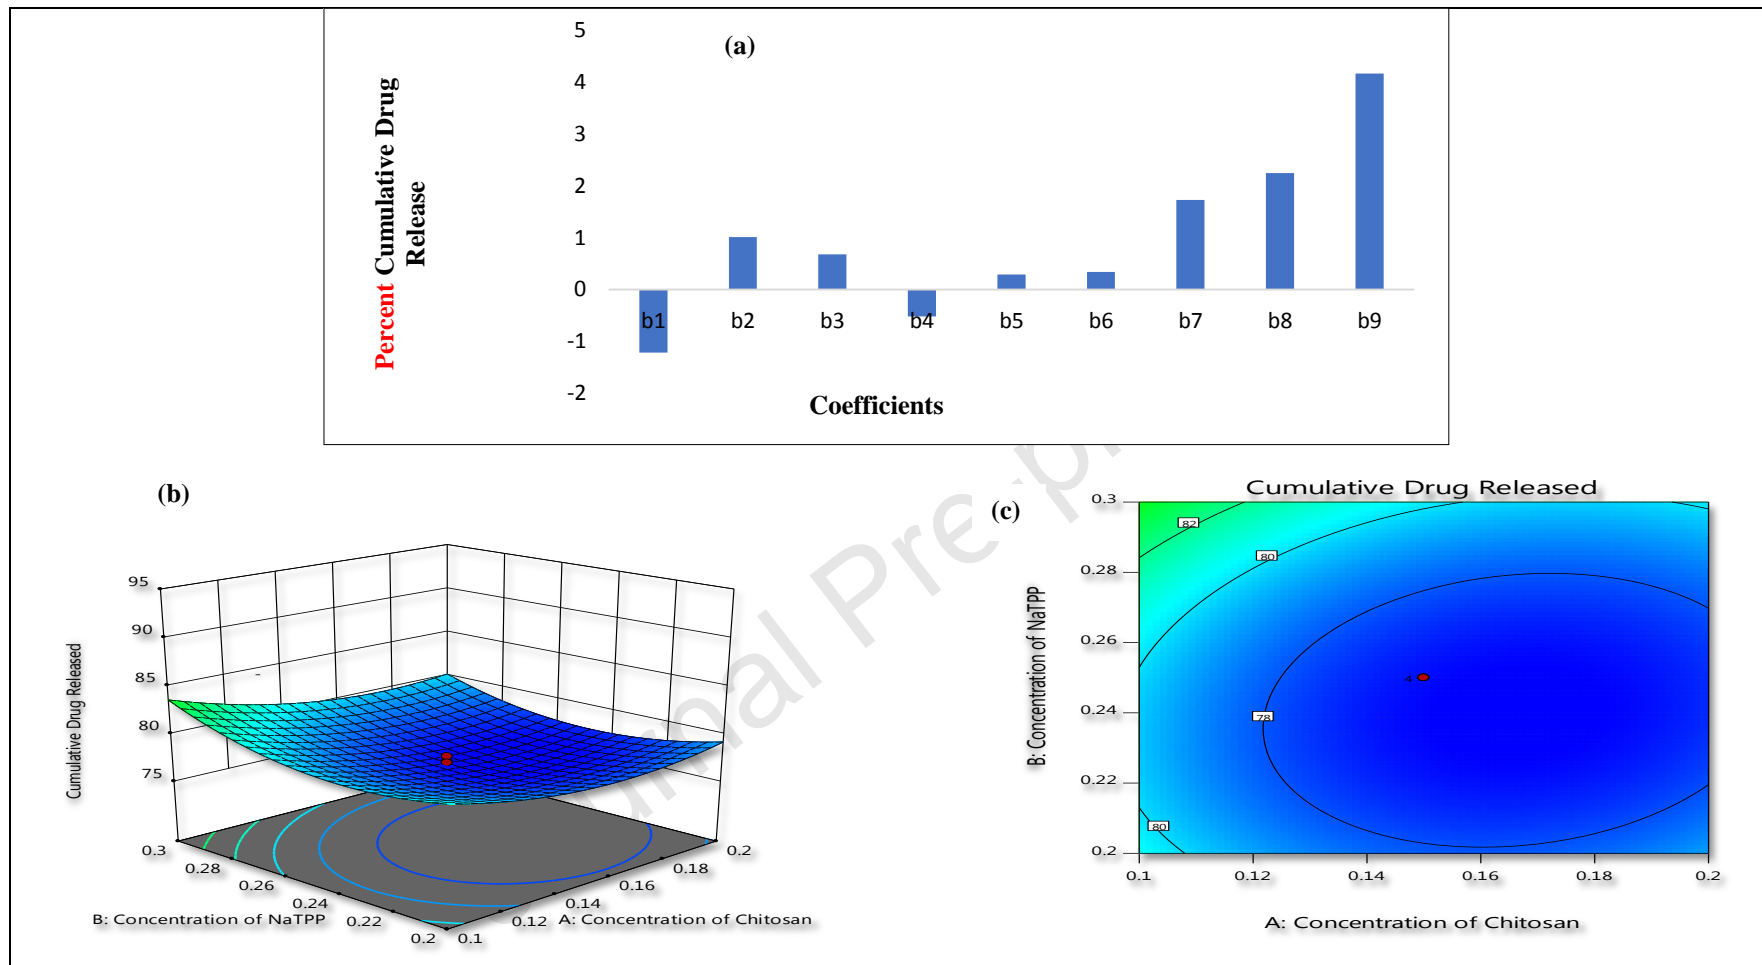 (a)
Percent Cumulative Drug
Release
5
4
3
2
1
0
-1
-2
b1 b2 b3 b4 b5 b6 b7 b8 b9
Coefficients
(b)
Cumulative Drug Released
95
90
85
80
75
0.3
0.28
0.26
0.24
0.22
0.2
B: Concentration of NaTPP
0.1
0.12
0.14
0.16
0.18
0.2
A: Concentration of Chitosan
(c)
Cumulative Drug Released
B: Concentration of NaTPP
0.3
0.28
0.26
0.24
0.22
0.2
82
80
78
80
4
0.1 0.12 0.14 0.16 0.18 0.2
A: Concentration of Chitosan